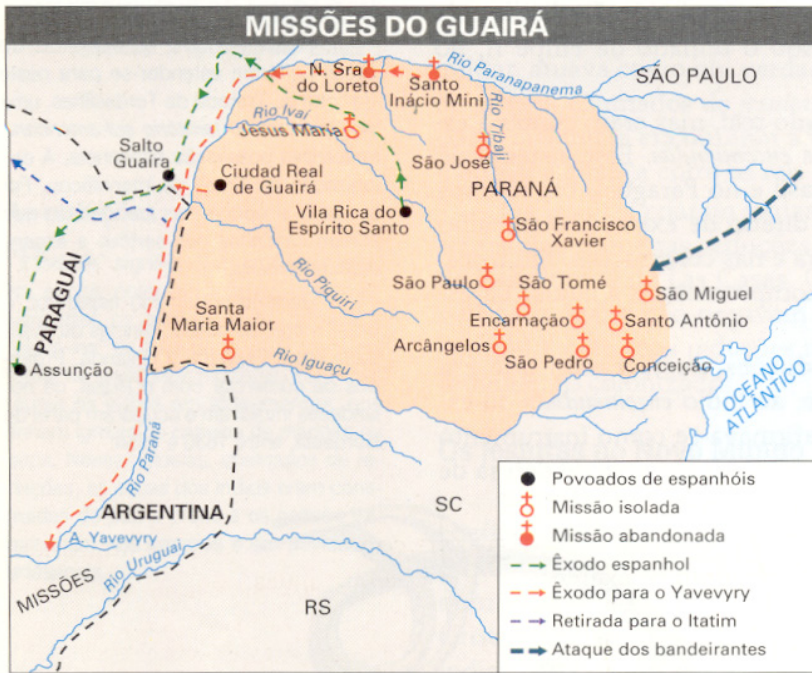 MISSÕES DO GUAIRÁ
Rio Paranapanema
SÃO PAULO
N. Sra.
do Loreto
Santo
Inácio Mini
Rio Ivaí
Jesus Maria
Rio Tibaji
São Jose
Salto
Guaíra
Ciudad Real
de Guairá
PARANÁ
Vila Rica do
Espírito Santo
São Francisco
Xavier
Rio Piquiri
São Paulo
São Tomé
São Miguel
PARAGUAI
Santa
Maria Maior
Encarnação
Santo Antônio
Arcângelos
São Pedro
Conceição
Assunção
Rio Iguaçu
OCEANO
ATLÂNTICO
Rio Paraná
ARGENTINA
SC
A. Yavevyry
MISSÕES
Rio Uruguai
RS
Povoados de espanhóis
Missão isolada
Missão abandonada
Êxodo espanhol
Êxodo para o Yavevyry
Retirada para o Itatim
Ataque dos bandeirantes